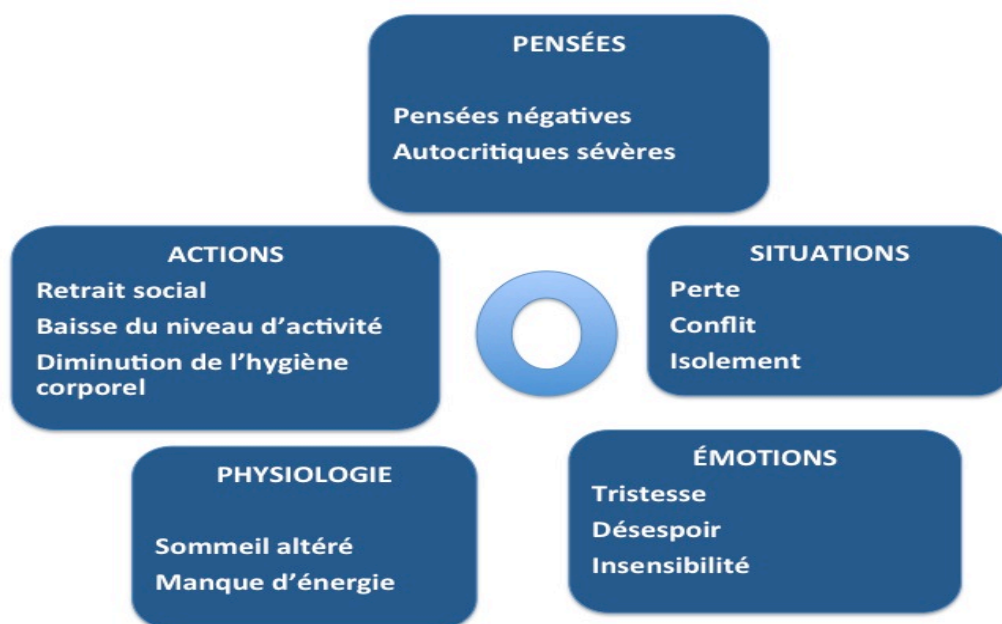 PENSÉES
Pensées négatives
Autocritiques sévères
ACTIONS
Retrait social
Baisse du niveau d’activité
Diminution de l’hygiène
corporel
SITUATIONS
Perte
Conflit
Isolement
PHYSIOLOGIE
Sommeil altéré
Manque d’énergie
ÉMOTIONS
Tristesse
Désespoir
Insensibilité